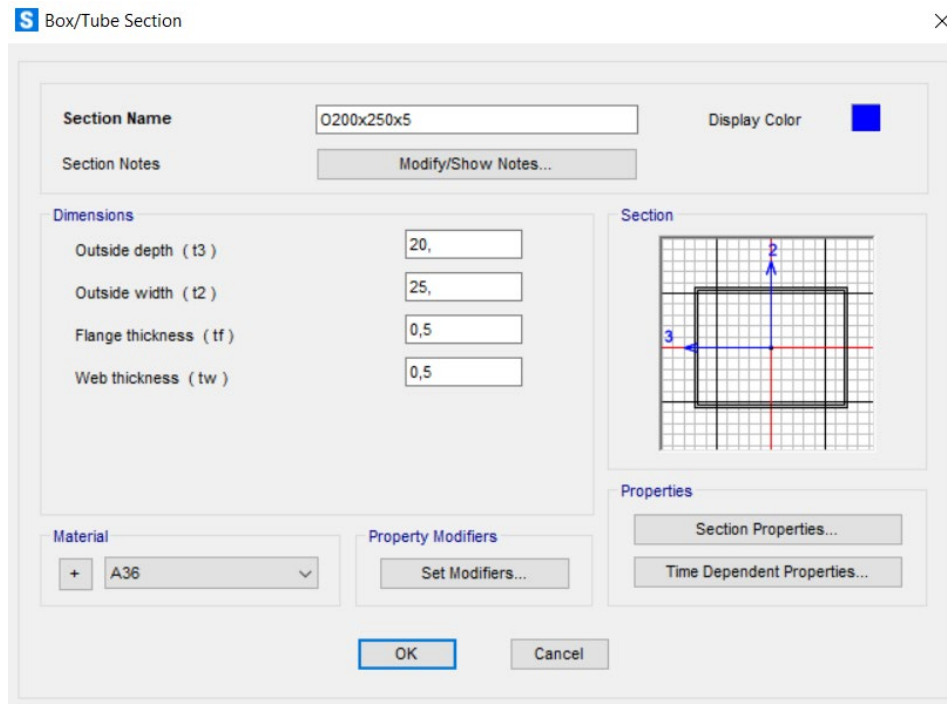 S Box/Tube Section
Section Name O200x250x5 Display Color
Section Notes Modify/Show Notes...
Dimensions
Outside depth ( t3 ) 20,
Outside width ( t2 ) 25,
Flange thickness ( tf ) 0,5
Web thickness ( tw ) 0,5
Section
2
3
Material
+ A36
Property Modifiers
Set Modifiers...
Properties
Section Properties...
Time Dependent Properties...
OK Cancel